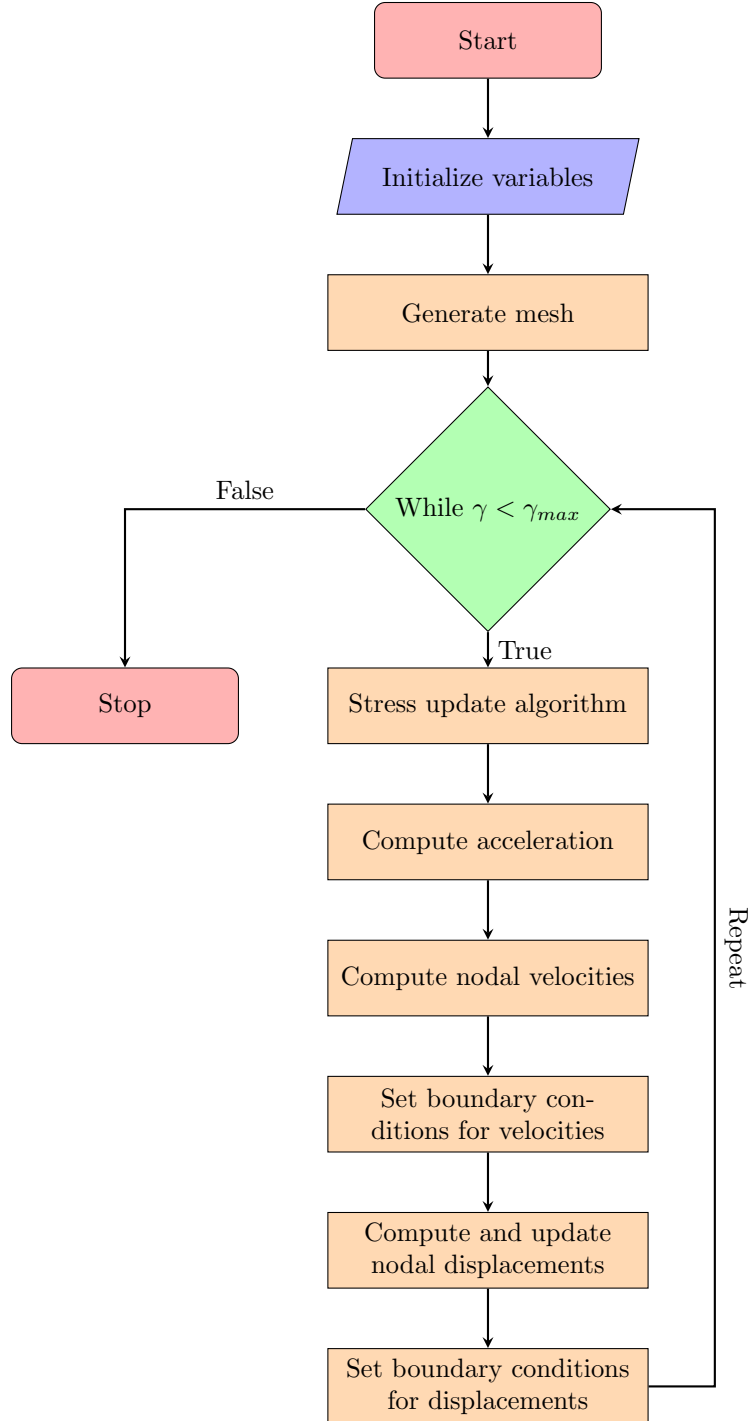 Start
Initialize variables
Generate mesh
While γ < γmax
False
True
Stop
Stress update algorithm
Compute acceleration
Compute nodal velocities
Repeat
Set boundary con-
ditions for velocities
Compute and update
nodal displacements
Set boundary conditions
for displacements